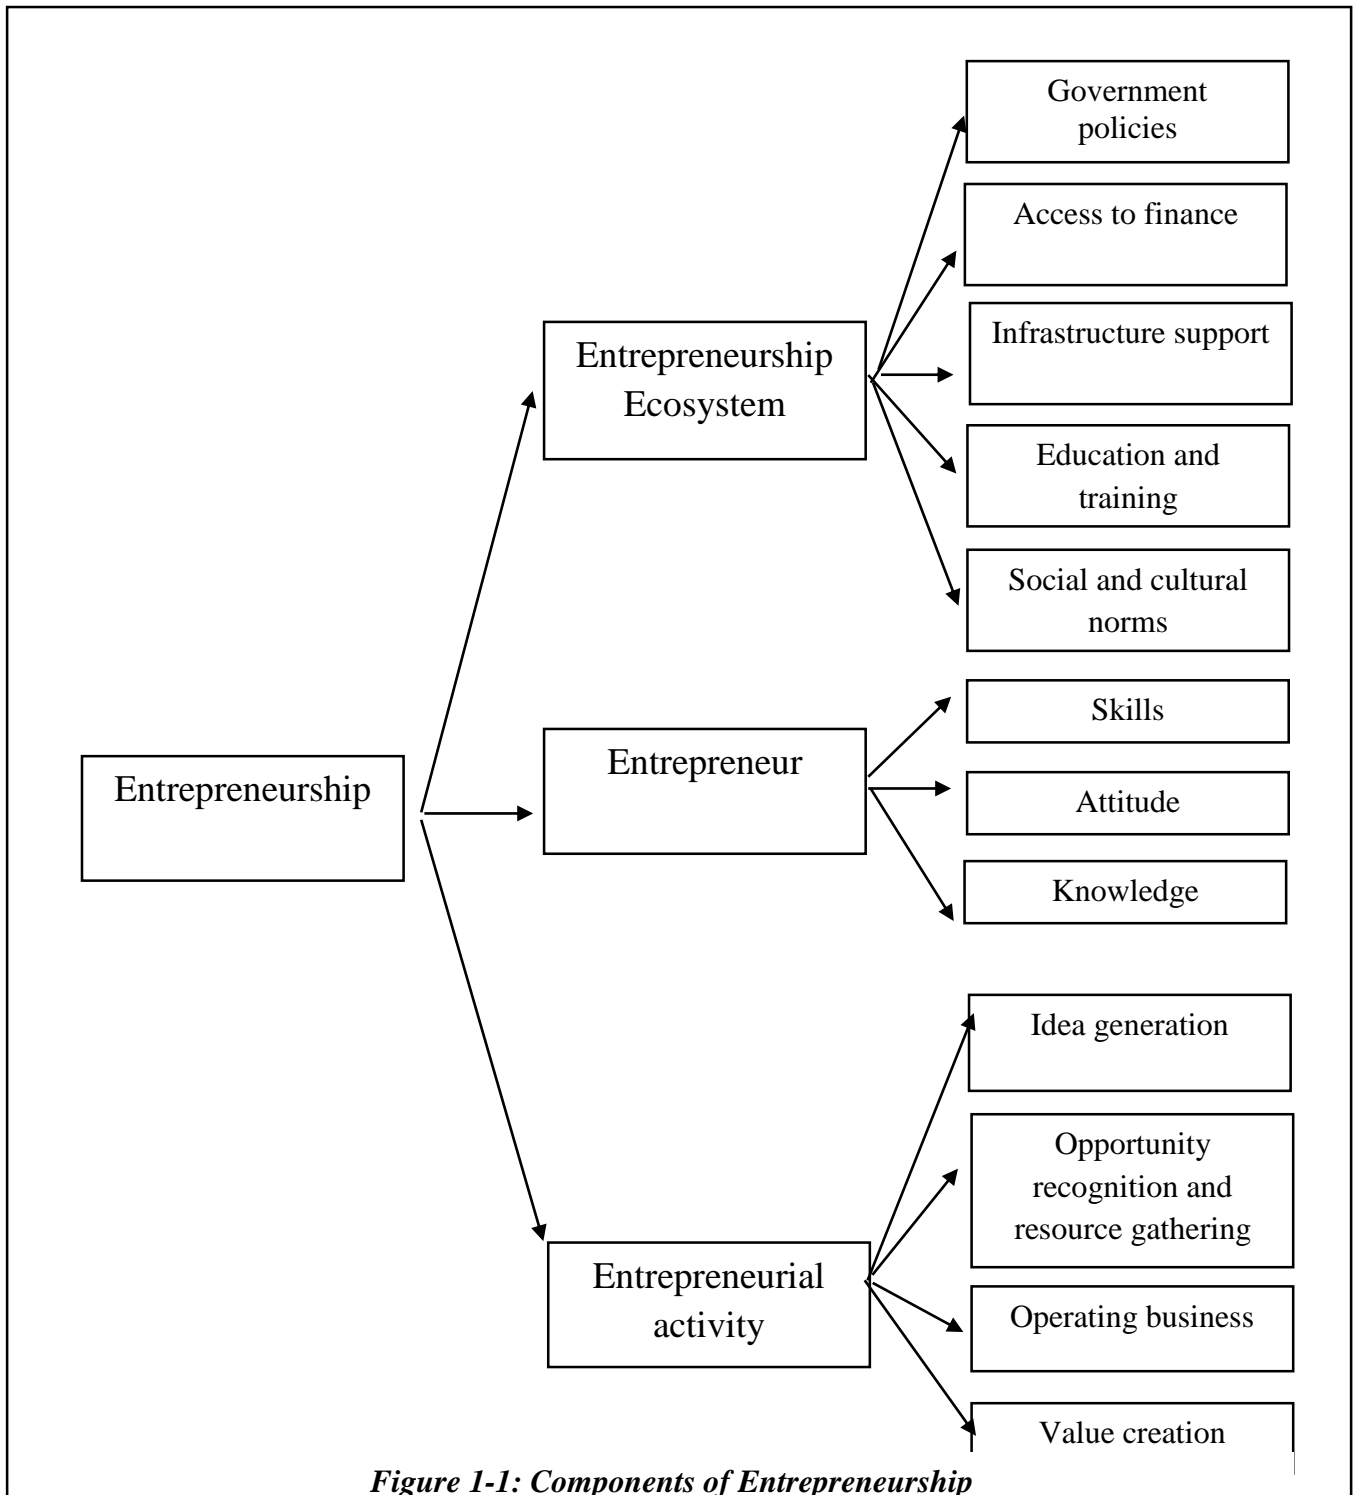 Government
policies
Access to finance
Infrastructure support
Entrepreneurship
Ecosystem
Education and
training
Social and cultural
norms
Skills
Entrepreneur
Entrepreneurship
Attitude
Knowledge
Idea generation
Opportunity
recognition and
resource gathering
Entrepreneurial
activity
Operating business
Value creation
Figure 1-1: Components of Entrepreneurship